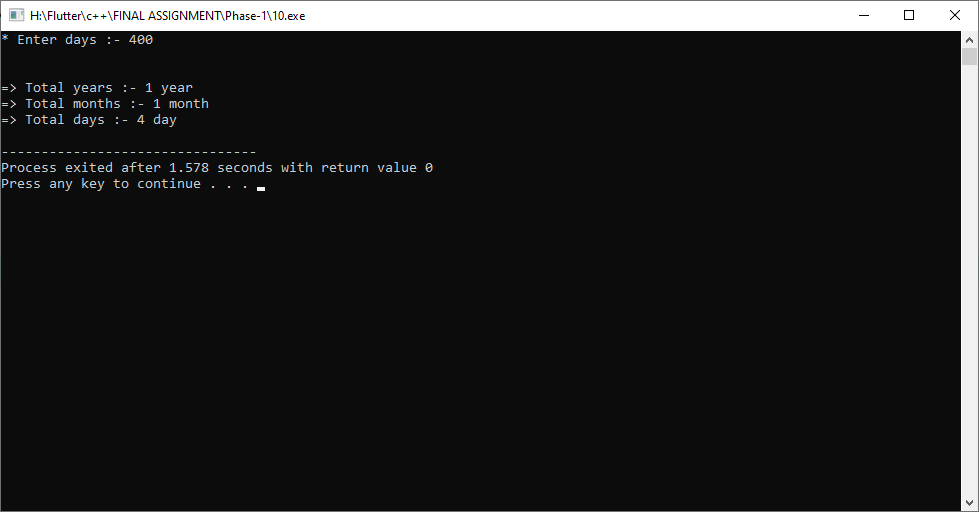 H:\Flutter\c++\FINAL ASSIGNMENT\Phase-1\10.exe
* Enter days :- 400
=> Total years :- 1 year
=> Total months :- 1 month
=> Total days :- 4 day
--------------------------------
Process exited after 1.578 seconds with return value 0
Press any key to continue . . .